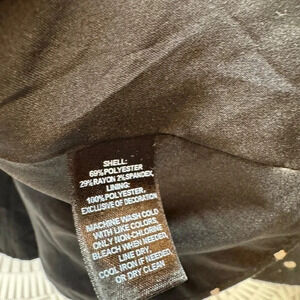 SHELL:
69% POLYESTER
29% RAYON 2% SPANDEX,
LINING:
100% POLYESTER.
EXCLUSIVE OF DECORATION
MACHINE WASH COLD
WITH LIKE COLORS,
ONLY NON-CHLORINE
BLEACH WHEN NEEDED,
LINE DRY.
COOL IRON IF NEEDED
OR DRY CLEAN